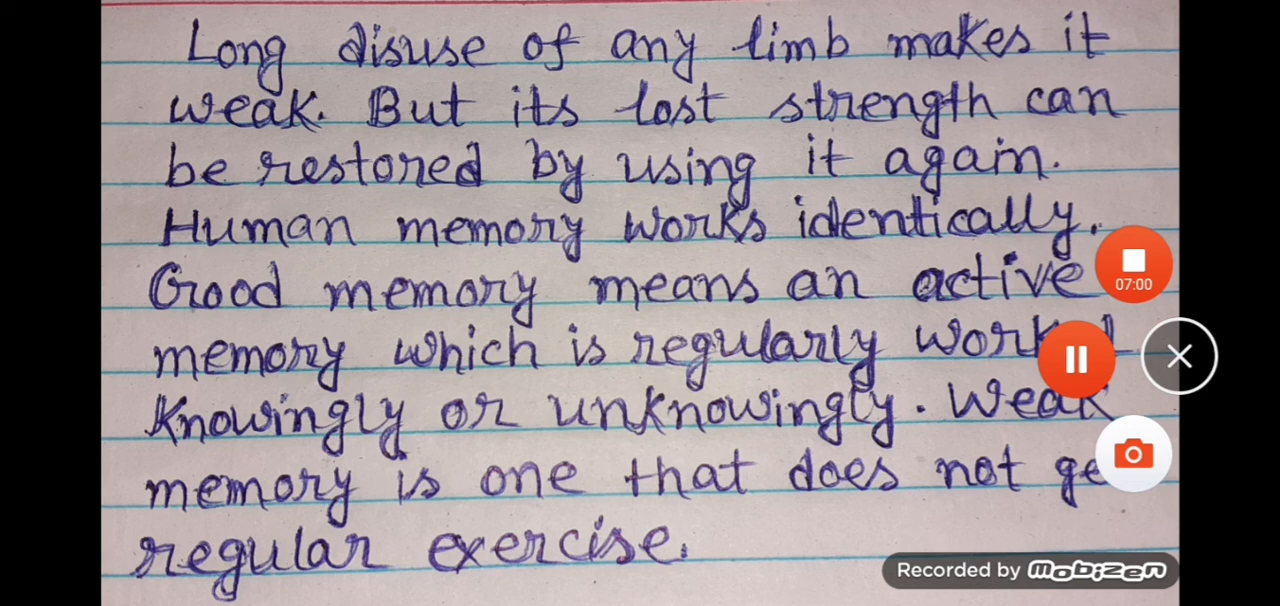 Long disuse of any limb makes it
weak. But its lost strength can
be restored by using it again.
Human memory works identically.
Good memory means an active
07:00
memory which is regularly
knowingly or unknowingly. Weak
memory is one that does not
regular exercise.
Recorded by mobizen